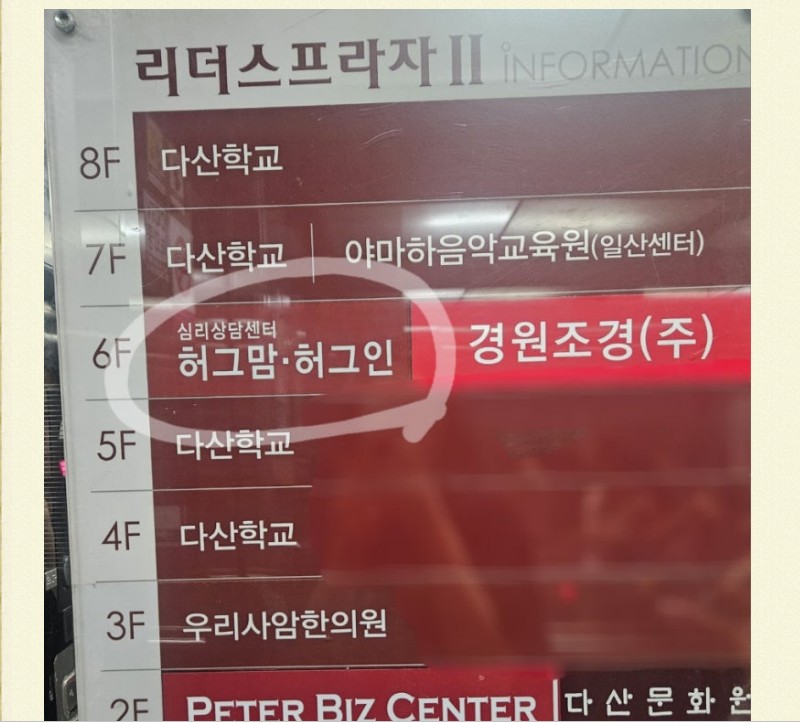 리더스프라자 II iNFORMATION
8F 다산학교
7F 다산학교 야마하음악교육원(일산센터)
심리상담센터
6F 허그맘·허그인 경원조경(주)
5F 다산학교
4F 다산학교
3F 우리사암한의원
2F PETER BIZ CENTER 다산문화원